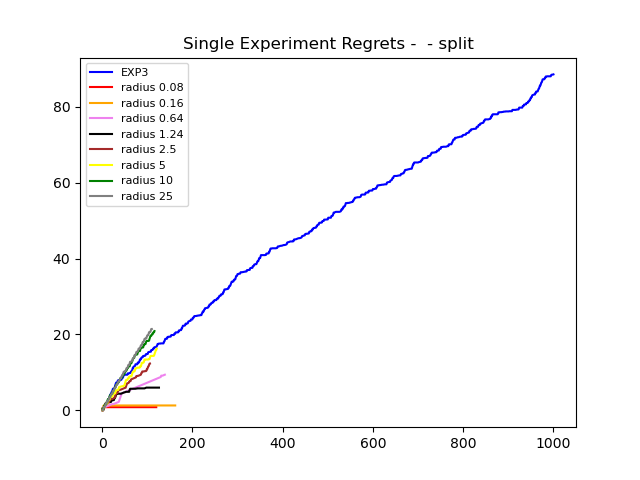 Single Experiment Regrets -  - split
EXP3
radius 0.08
radius 0.16
radius 0.64
radius 1.24
radius 2.5
radius 5
radius 10
radius 25
80
60
40
20
0
0 200 400 600 800 1000